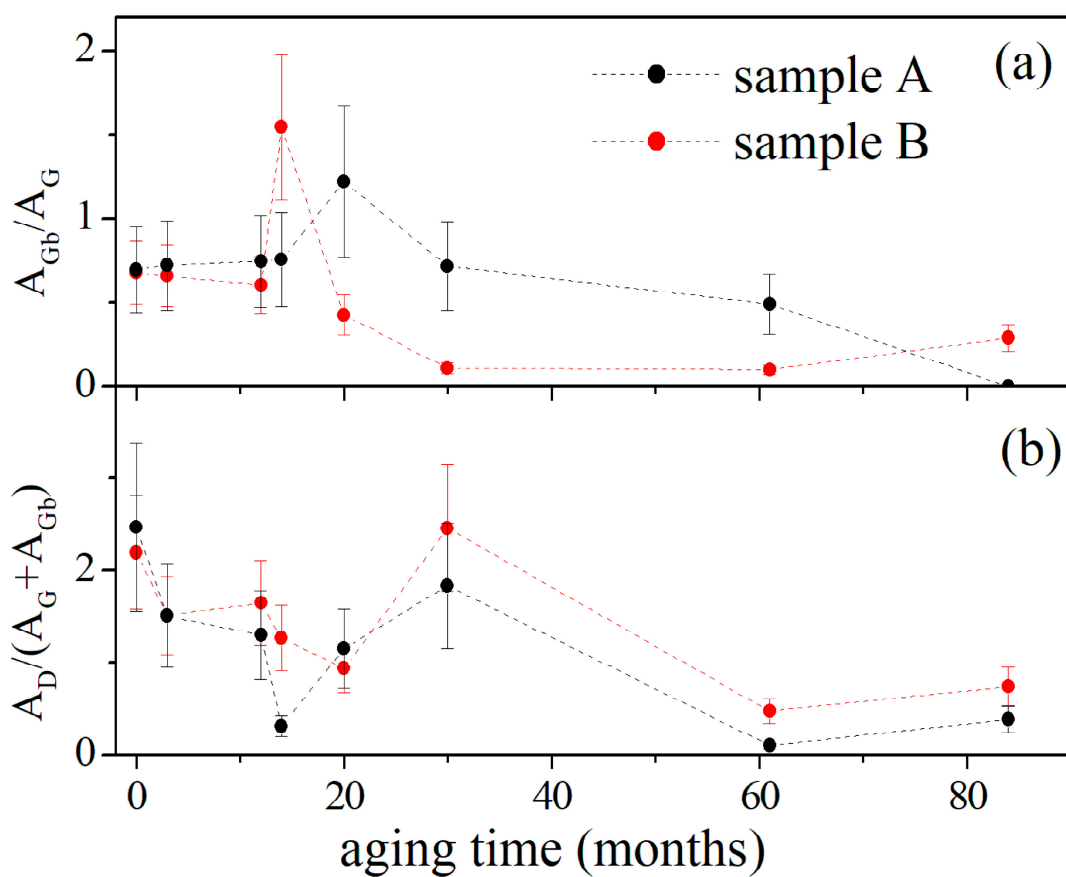 2
1
0
A_Gb/A_G
sample A
sample B
(a)
2
0
A_D/(A_G+A_Gb)
(b)
0 20 40 60 80
aging time (months)